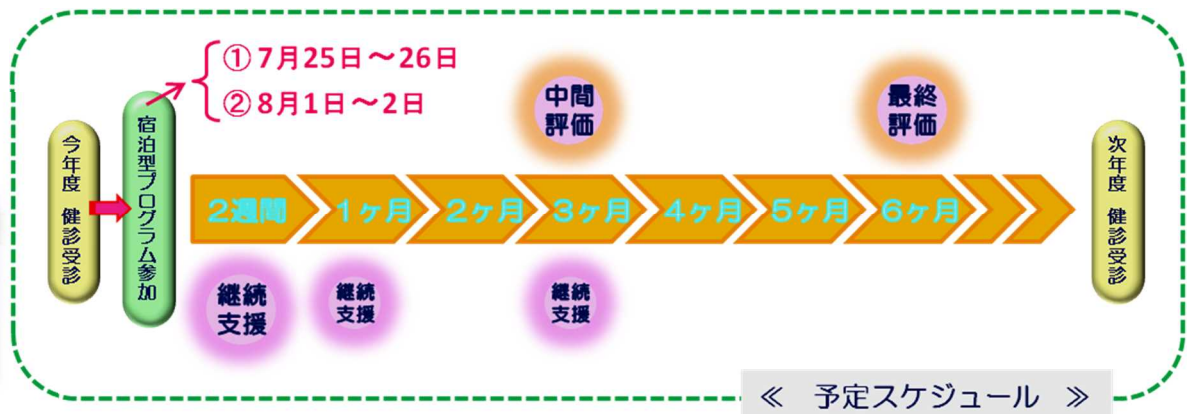 ① 7月25日～26日
② 8月1日～2日
今年度 健診受診
宿泊型プログラム参加
中間
評価
最終
評価
2週間
1ヶ月
2ヶ月
3ヶ月
4ヶ月
5ヶ月
6ヶ月
次年度 健診受診
継続
支援
継続
支援
継続
支援
≪ 予定スケジュール ≫